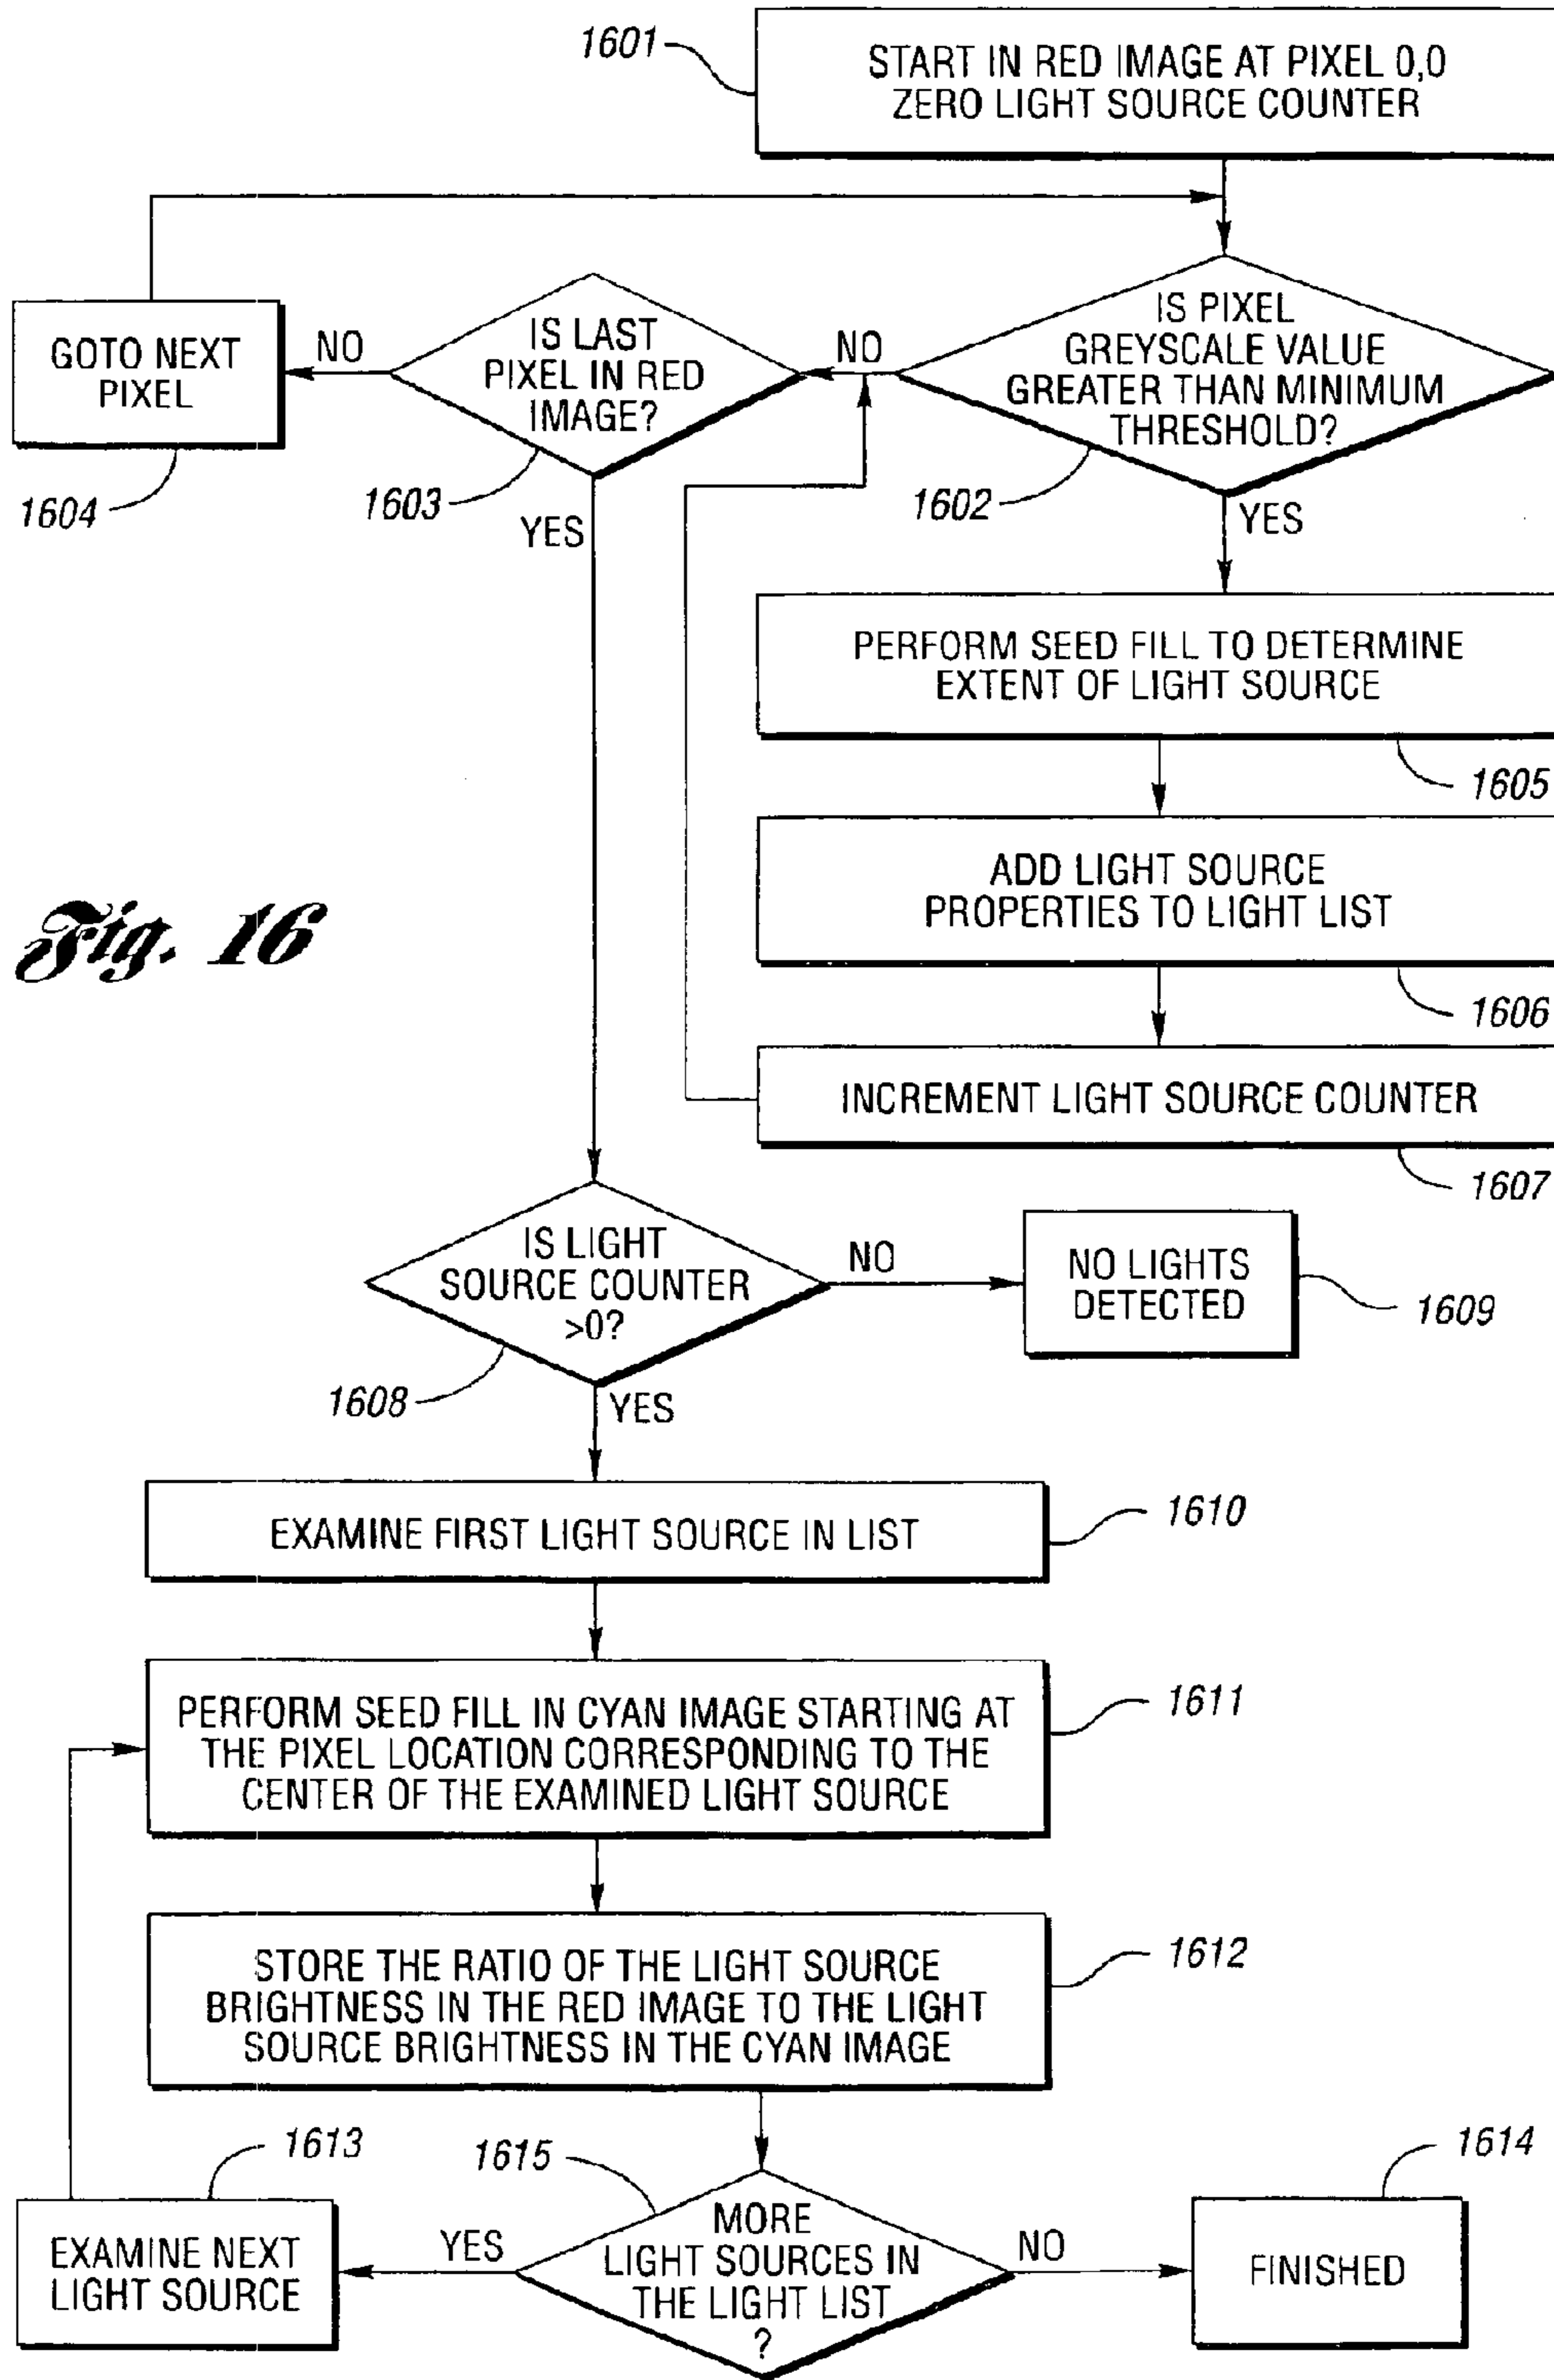 1601
START IN RED IMAGE AT PIXEL 0,0
ZERO LIGHT SOURCE COUNTER
IS PIXEL
GREYSCALE VALUE
GREATER THAN MINIMUM
THRESHOLD?
1602
NO
YES
IS LAST
PIXEL IN RED
IMAGE?
1603
NO
YES
GOTO NEXT
PIXEL
1604
PERFORM SEED FILL TO DETERMINE
EXTENT OF LIGHT SOURCE
1605
ADD LIGHT SOURCE
PROPERTIES TO LIGHT LIST
1606
INCREMENT LIGHT SOURCE COUNTER
1607
Fig. 16
IS LIGHT
SOURCE COUNTER
>0?
1608
NO
YES
NO LIGHTS
DETECTED
1609
EXAMINE FIRST LIGHT SOURCE IN LIST
1610
PERFORM SEED FILL IN CYAN IMAGE STARTING AT
THE PIXEL LOCATION CORRESPONDING TO THE
CENTER OF THE EXAMINED LIGHT SOURCE
1611
STORE THE RATIO OF THE LIGHT SOURCE
BRIGHTNESS IN THE RED IMAGE TO THE LIGHT
SOURCE BRIGHTNESS IN THE CYAN IMAGE
1612
1613
EXAMINE NEXT
LIGHT SOURCE
YES
1615
MORE
LIGHT SOURCES IN
THE LIGHT LIST
?
NO
1614
FINISHED